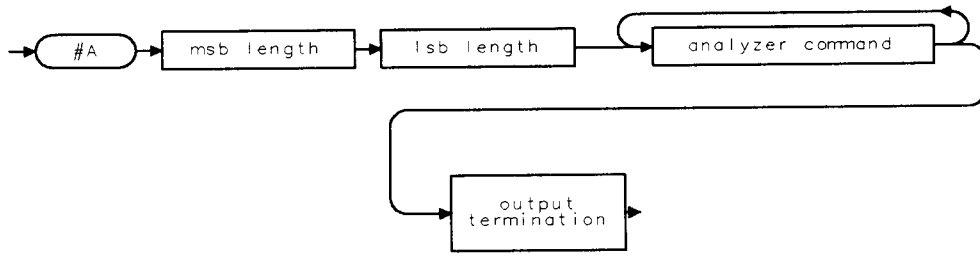 #A
msb length
lsb length
analyzer command
output
termination